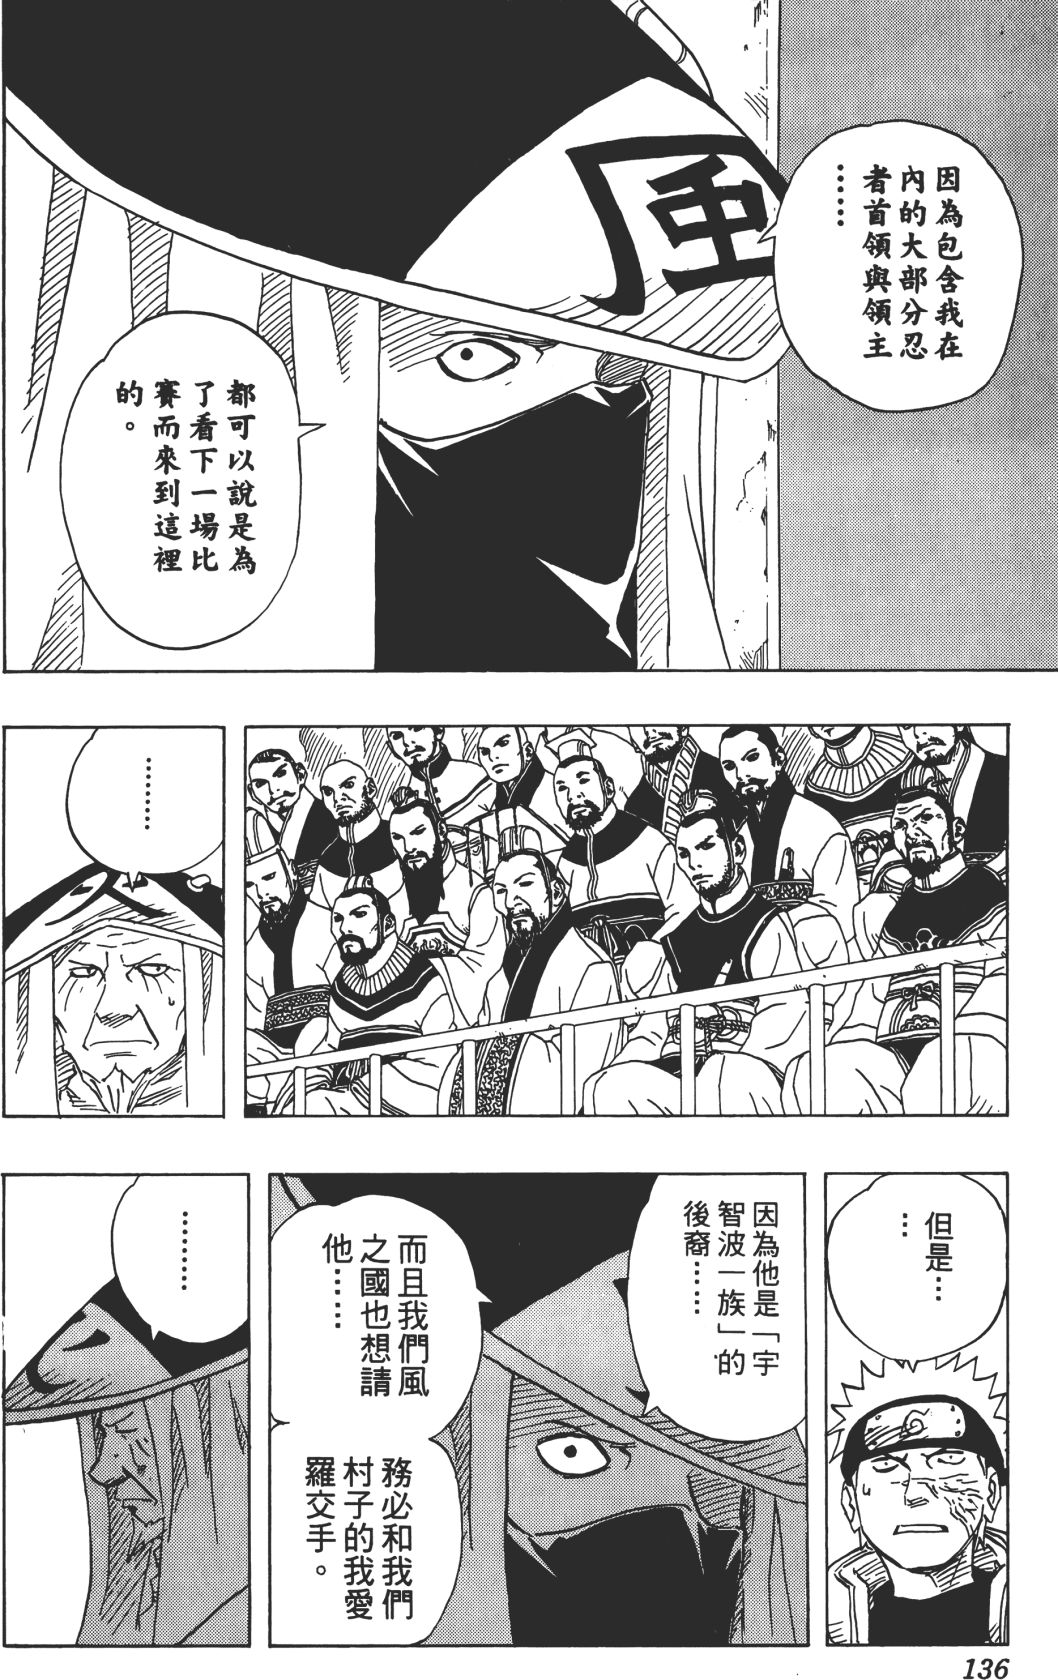 因為包含我在
內的大部分忍
者首領與領主
……
風
都可以說是為
了看下一場比
賽而來到這裡
的。
………
但是…
…
因為他是「宇
智波一族」的
後裔……
而且我們風
之國也想請
他……
務必和我們
村子的我愛
羅交手。
………
136